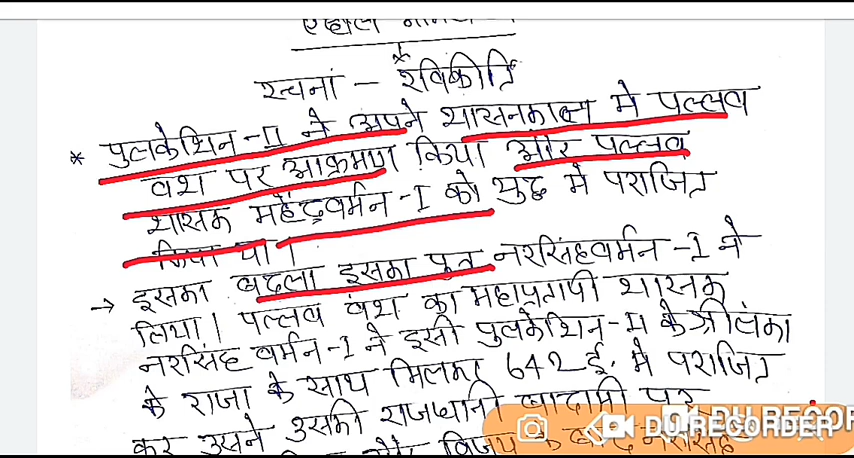 रचनां - रविकीर्ति
* पुलकेशिन-II ने अपने शासनकाल मे पल्लव
वंश पर आक्रमण किया और पल्लव
शासक महेंद्रवर्मन-I को युद्ध मे पराजित
किया था।
→ इसका बदला इसका पुत्र नरसिंहवर्मन-I ने
लिया। पल्लव वंश का महाप्रतापी शासक
नरसिंह वर्मन-I ने इसी पुलकेशिन-II के श्रीलंका
के राजा के साथ मिलकर 642 ई. मे पराजित
कर उसने उसकी राजधानी बादामी पर
DU RECORDER
DU RECOR